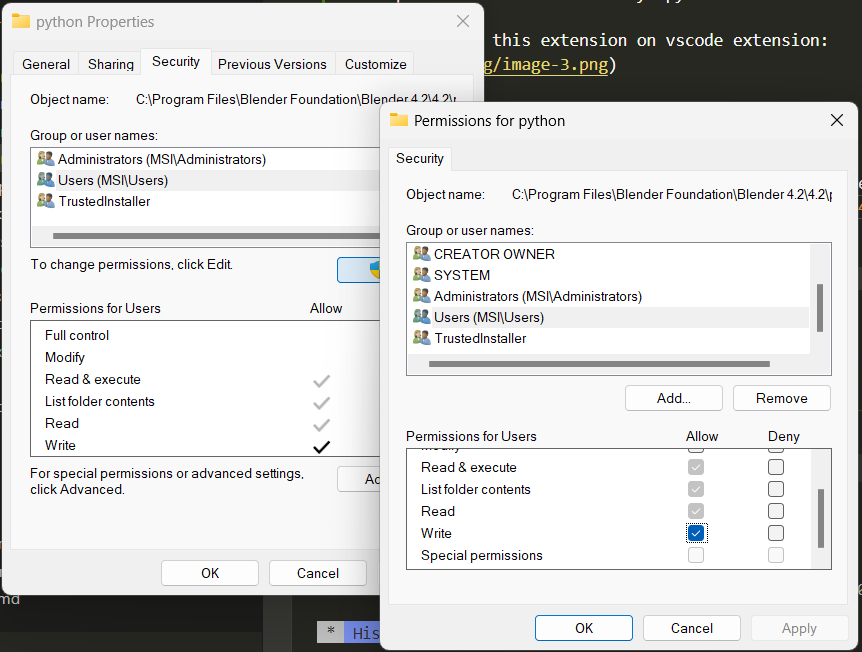 python Properties
General Sharing Security Previous Versions Customize
Object name: C:\Program Files\Blender Foundation\Blender 4.2\4.2\
Group or user names:
Administrators (MSI\Administrators)
Users (MSI\Users)
TrustedInstaller
To change permissions, click Edit.
Permissions for Users Allow
Full control
Modify
Read & execute
List folder contents
Read
Write
For special permissions or advanced settings,
click Advanced.
OK Cancel
this extension on vscode extension:
g/image-3.png)
Permissions for python
Security
Object name: C:\Program Files\Blender Foundation\Blender 4.2\4.2\p
Group or user names:
CREATOR OWNER
SYSTEM
Administrators (MSI\Administrators)
Users (MSI\Users)
TrustedInstaller
Add... Remove
Permissions for Users Allow Deny
Modify
Read & execute
List folder contents
Read
Write
Special permissions
OK Cancel Apply
md
* His